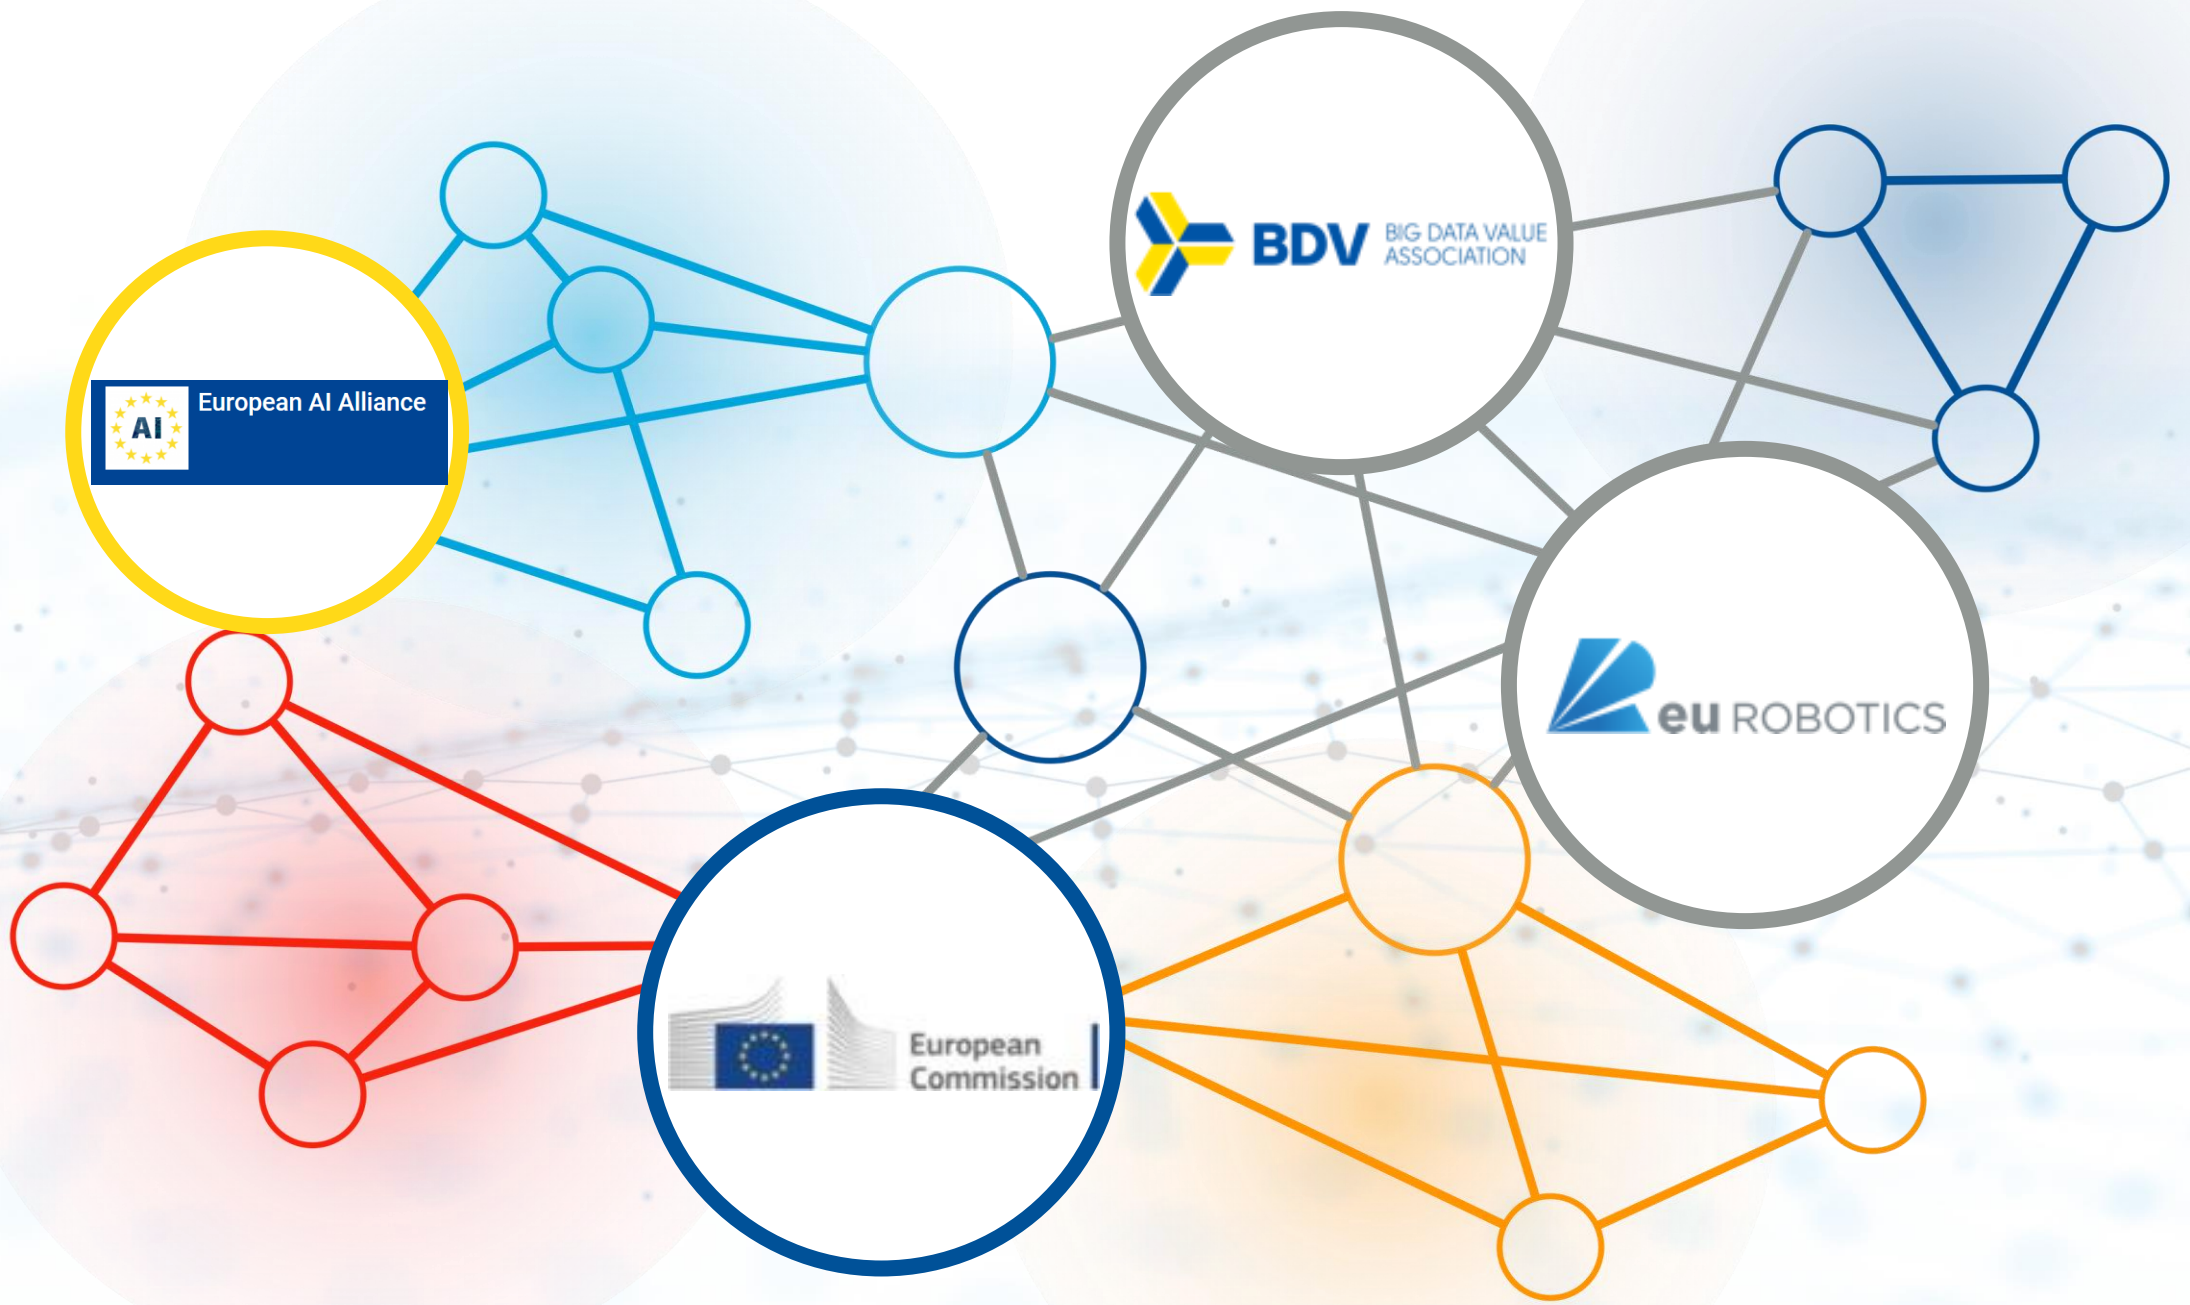 BDV
BIG DATA VALUE
ASSOCIATION
AI
European AI Alliance
eu ROBOTICS
European
Commission